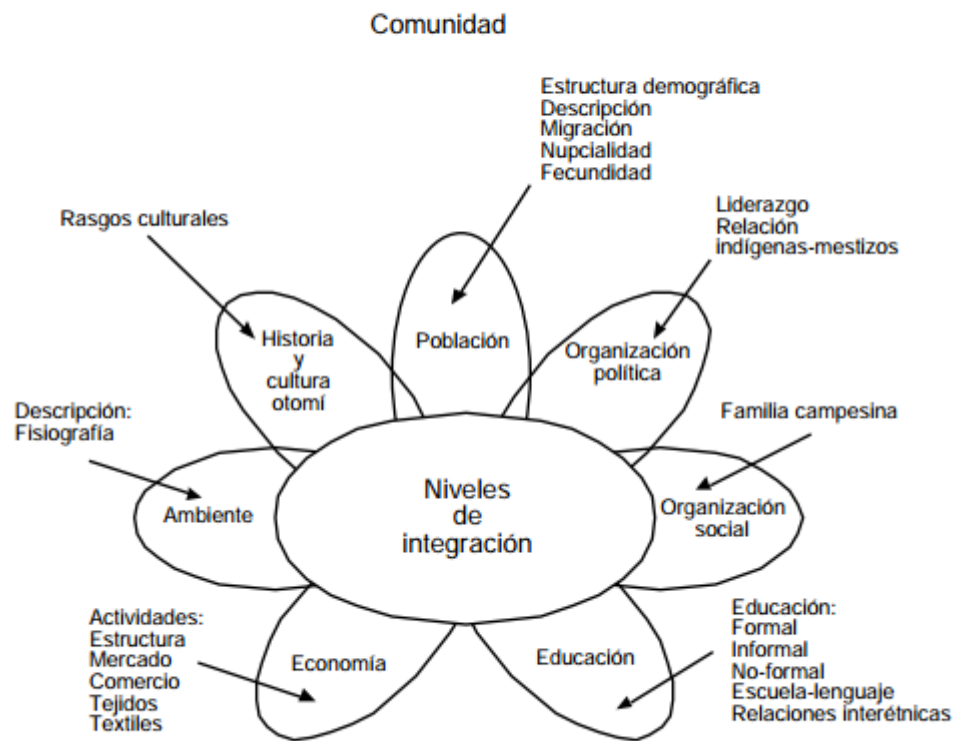 Comunidad
Estructura demográfica
Descripción
Migración
Nupcialidad
Fecundidad
Rasgos culturales
Liderazgo
Relación
indígenas-mestizos
Historia
y
cultura
otomí
Población
Organización
política
Descripción:
Fisiografía
Familia campesina
Ambiente
Niveles
de
integración
Organización
social
Actividades:
Estructura
Mercado
Comercio
Tejidos
Textiles
Economía
Educación
Educación:
Formal
Informal
No-formal
Escuela-lenguaje
Relaciones interétnicas